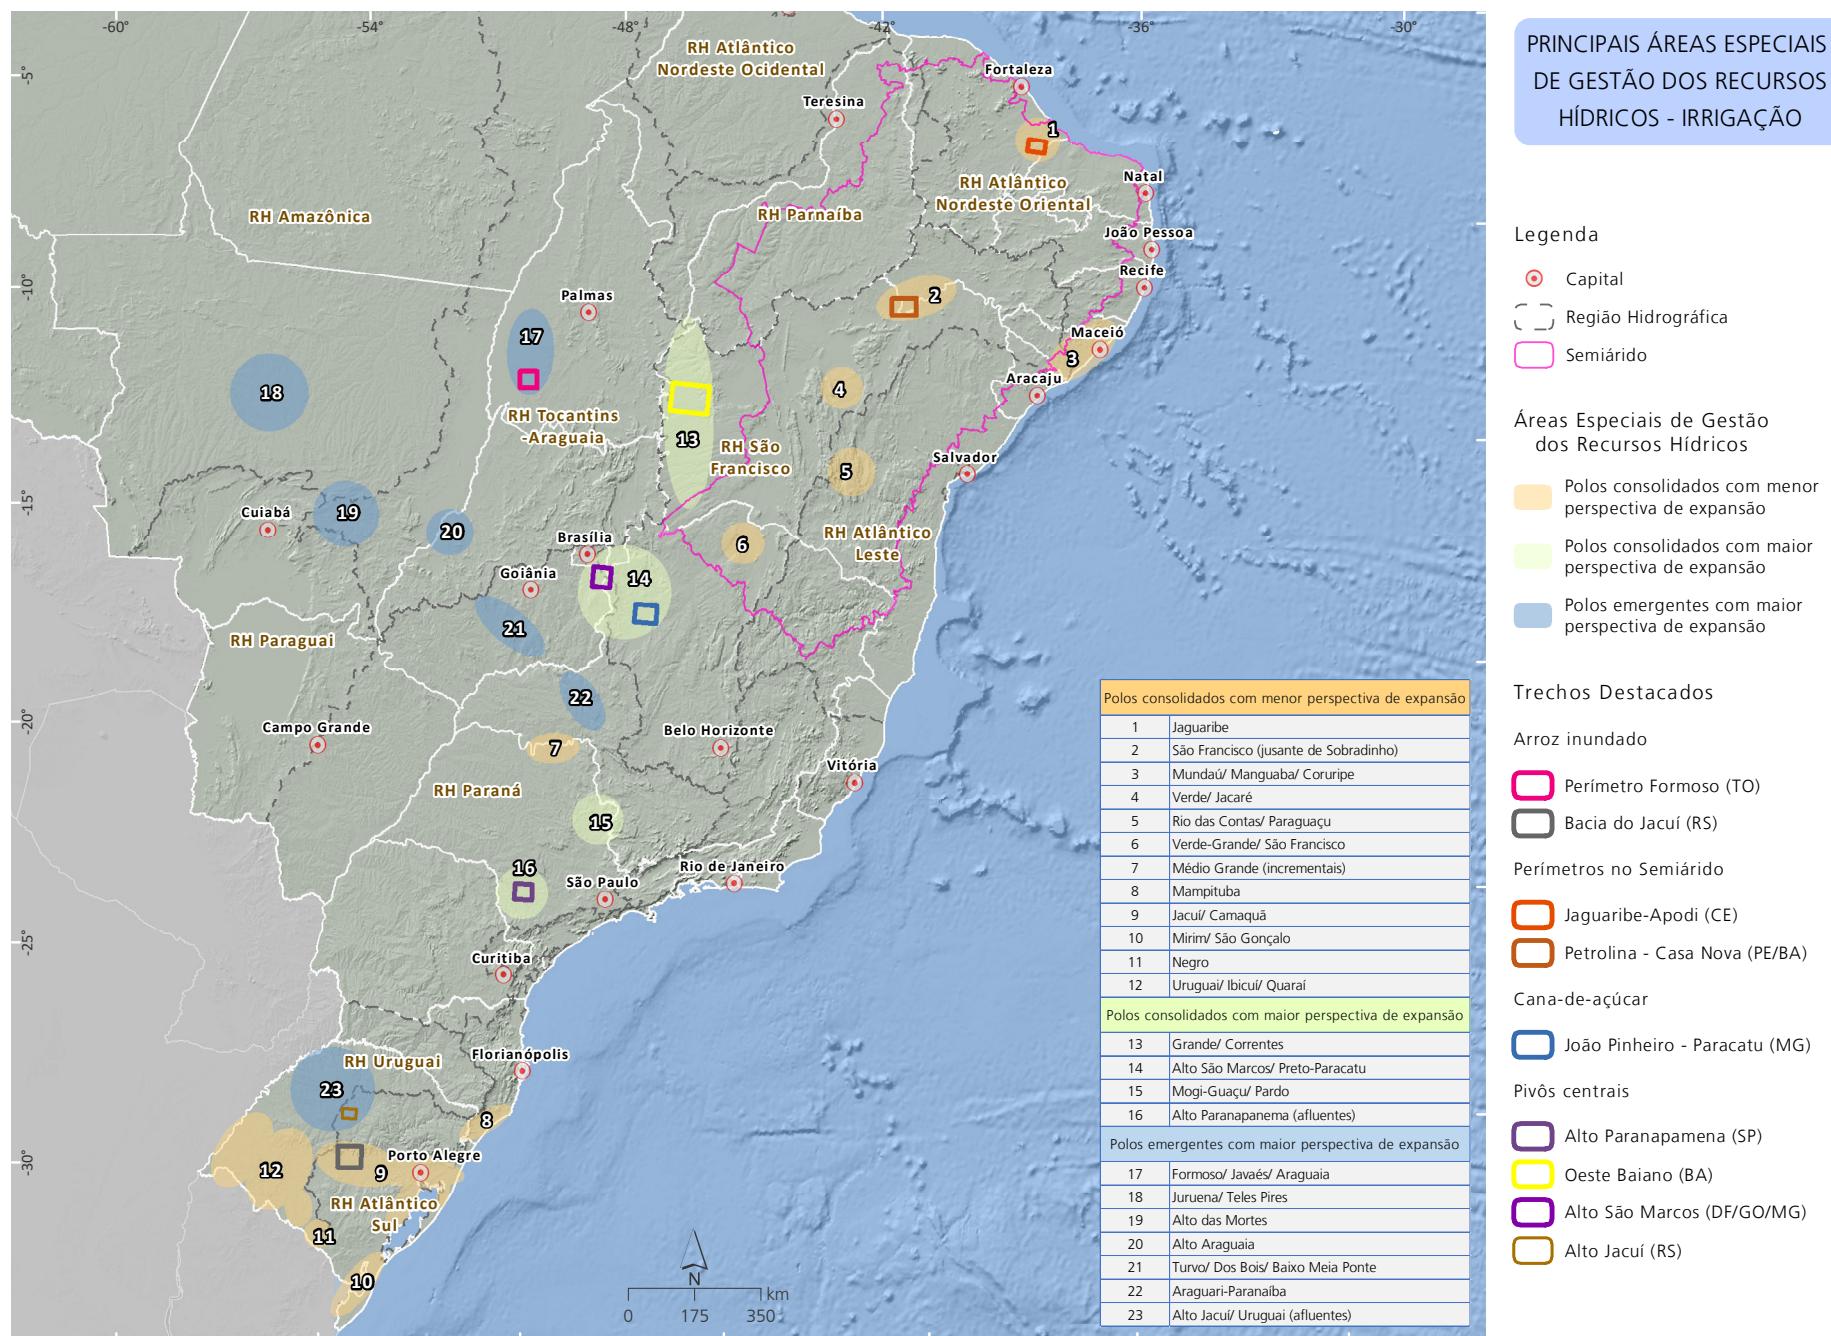 -60°
-54°
-48°
-42
-36°
-30°
-5°
-10°
-15°
-20°
-25°
-30°
RH Atlântico
Nordeste Ocidental
Fortaleza
Teresina
1
Natal
RH Atlântico
Nordeste Oriental
RH Amazônica
RH Parnaíba
João Pessoa
Recife
Palmas
2
17
Maceió
3
Aracaju
18
4
RH Tocantins
-Araguaia
13
RH São
Francisco
Salvador
5
Cuiabá
19
20
Brasília
6
RH Atlântico
Leste
Goiânia
14
21
RH Paraguai
22
Campo Grande
Belo Horizonte
7
Vitória
RH Paraná
15
16
São Paulo
Rio de Janeiro
Curitiba
Florianópolis
RH Uruguai
23
8
Porto Alegre
12
9
RH Atlântico
Sul
11
10
N
km
0
175
350
Polos consolidados com menor perspectiva de expansão
1 Jaguaribe
2 São Francisco (jusante de Sobradinho)
3 Mundaú/ Manguaba/ Coruripe
4 Verde/ Jacaré
5 Rio das Contas/ Paraguaçu
6 Verde-Grande/ São Francisco
7 Médio Grande (incrementais)
8 Mampituba
9 Jacuí/ Camaquã
10 Mirim/ São Gonçalo
11 Negro
12 Uruguai/ Ibicuí/ Quaraí
Polos consolidados com maior perspectiva de expansão
13 Grande/ Correntes
14 Alto São Marcos/ Preto-Paracatu
15 Mogi-Guaçu/ Pardo
16 Alto Paranapanema (afluentes)
Polos emergentes com maior perspectiva de expansão
17 Formoso/ Javaés/ Araguaia
18 Juruena/ Teles Pires
19 Alto das Mortes
20 Alto Araguaia
21 Turvo/ Dos Bois/ Baixo Meia Ponte
22 Araguari-Paranaíba
23 Alto Jacuí/ Uruguai (afluentes)
PRINCIPAIS ÁREAS ESPECIAIS
DE GESTÃO DOS RECURSOS
HÍDRICOS - IRRIGAÇÃO
Legenda
Capital
Região Hidrográfica
Semiárido
Áreas Especiais de Gestão
dos Recursos Hídricos
Polos consolidados com menor
perspectiva de expansão
Polos consolidados com maior
perspectiva de expansão
Polos emergentes com maior
perspectiva de expansão
Trechos Destacados
Arroz inundado
Perímetro Formoso (TO)
Bacia do Jacuí (RS)
Perímetros no Semiárido
Jaguaribe-Apodi (CE)
Petrolina - Casa Nova (PE/BA)
Cana-de-açúcar
João Pinheiro - Paracatu (MG)
Pivôs centrais
Alto Paranapamena (SP)
Oeste Baiano (BA)
Alto São Marcos (DF/GO/MG)
Alto Jacuí (RS)